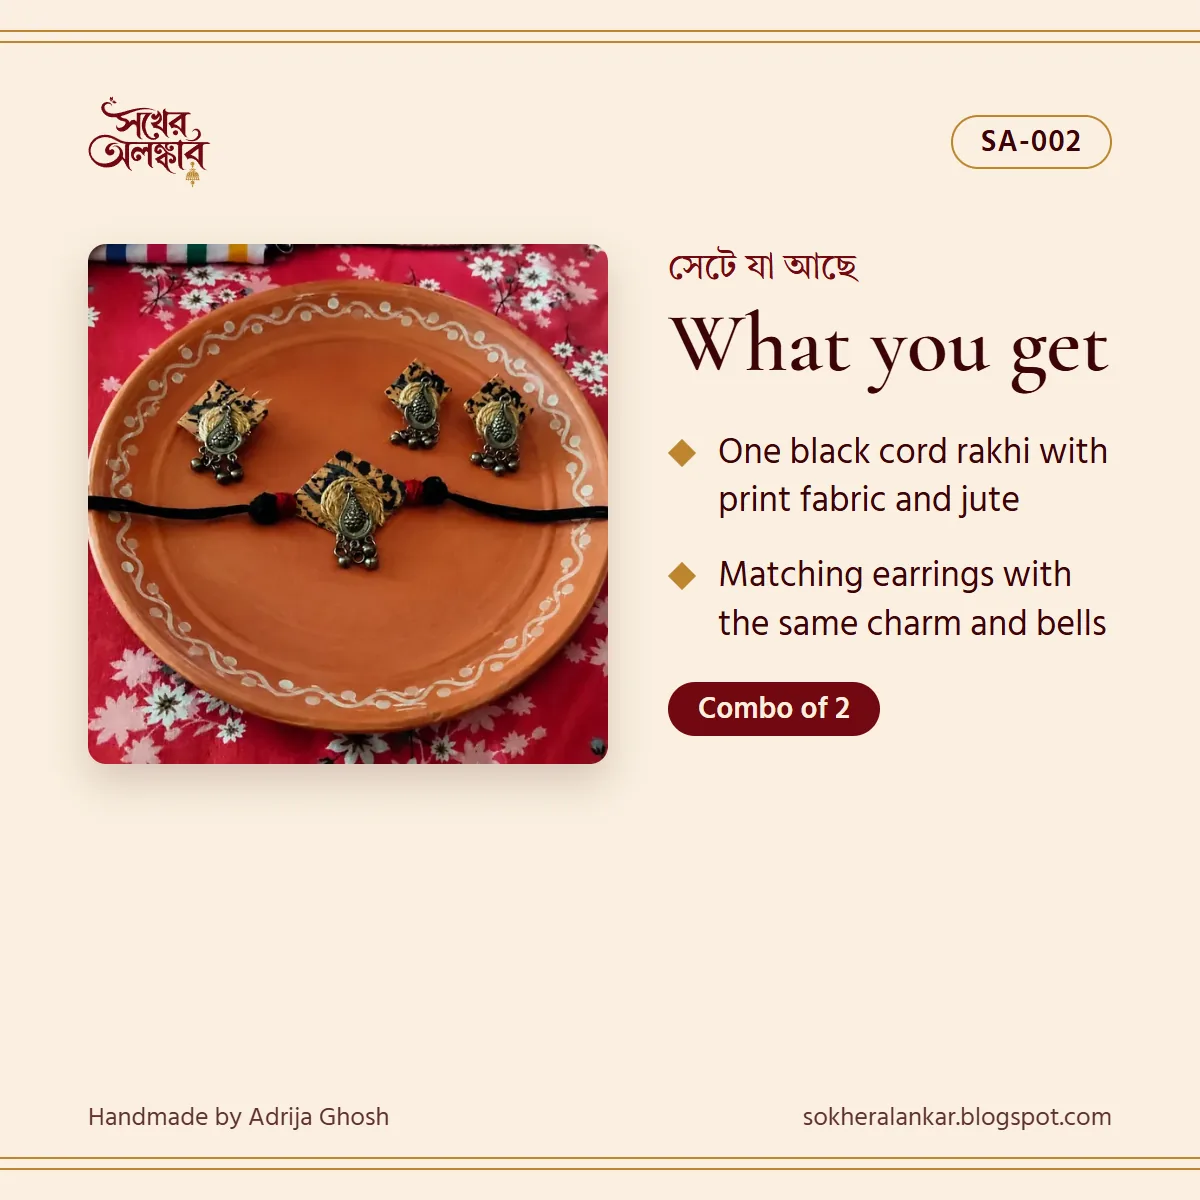 সখের
অলঙ্কার
SA-002
সেটে যা আছে
What you get
One black cord rakhi with
print fabric and jute
Matching earrings with
the same charm and bells
Combo of 2
Handmade by Adrija Ghosh
sokheralankar.blogspot.com